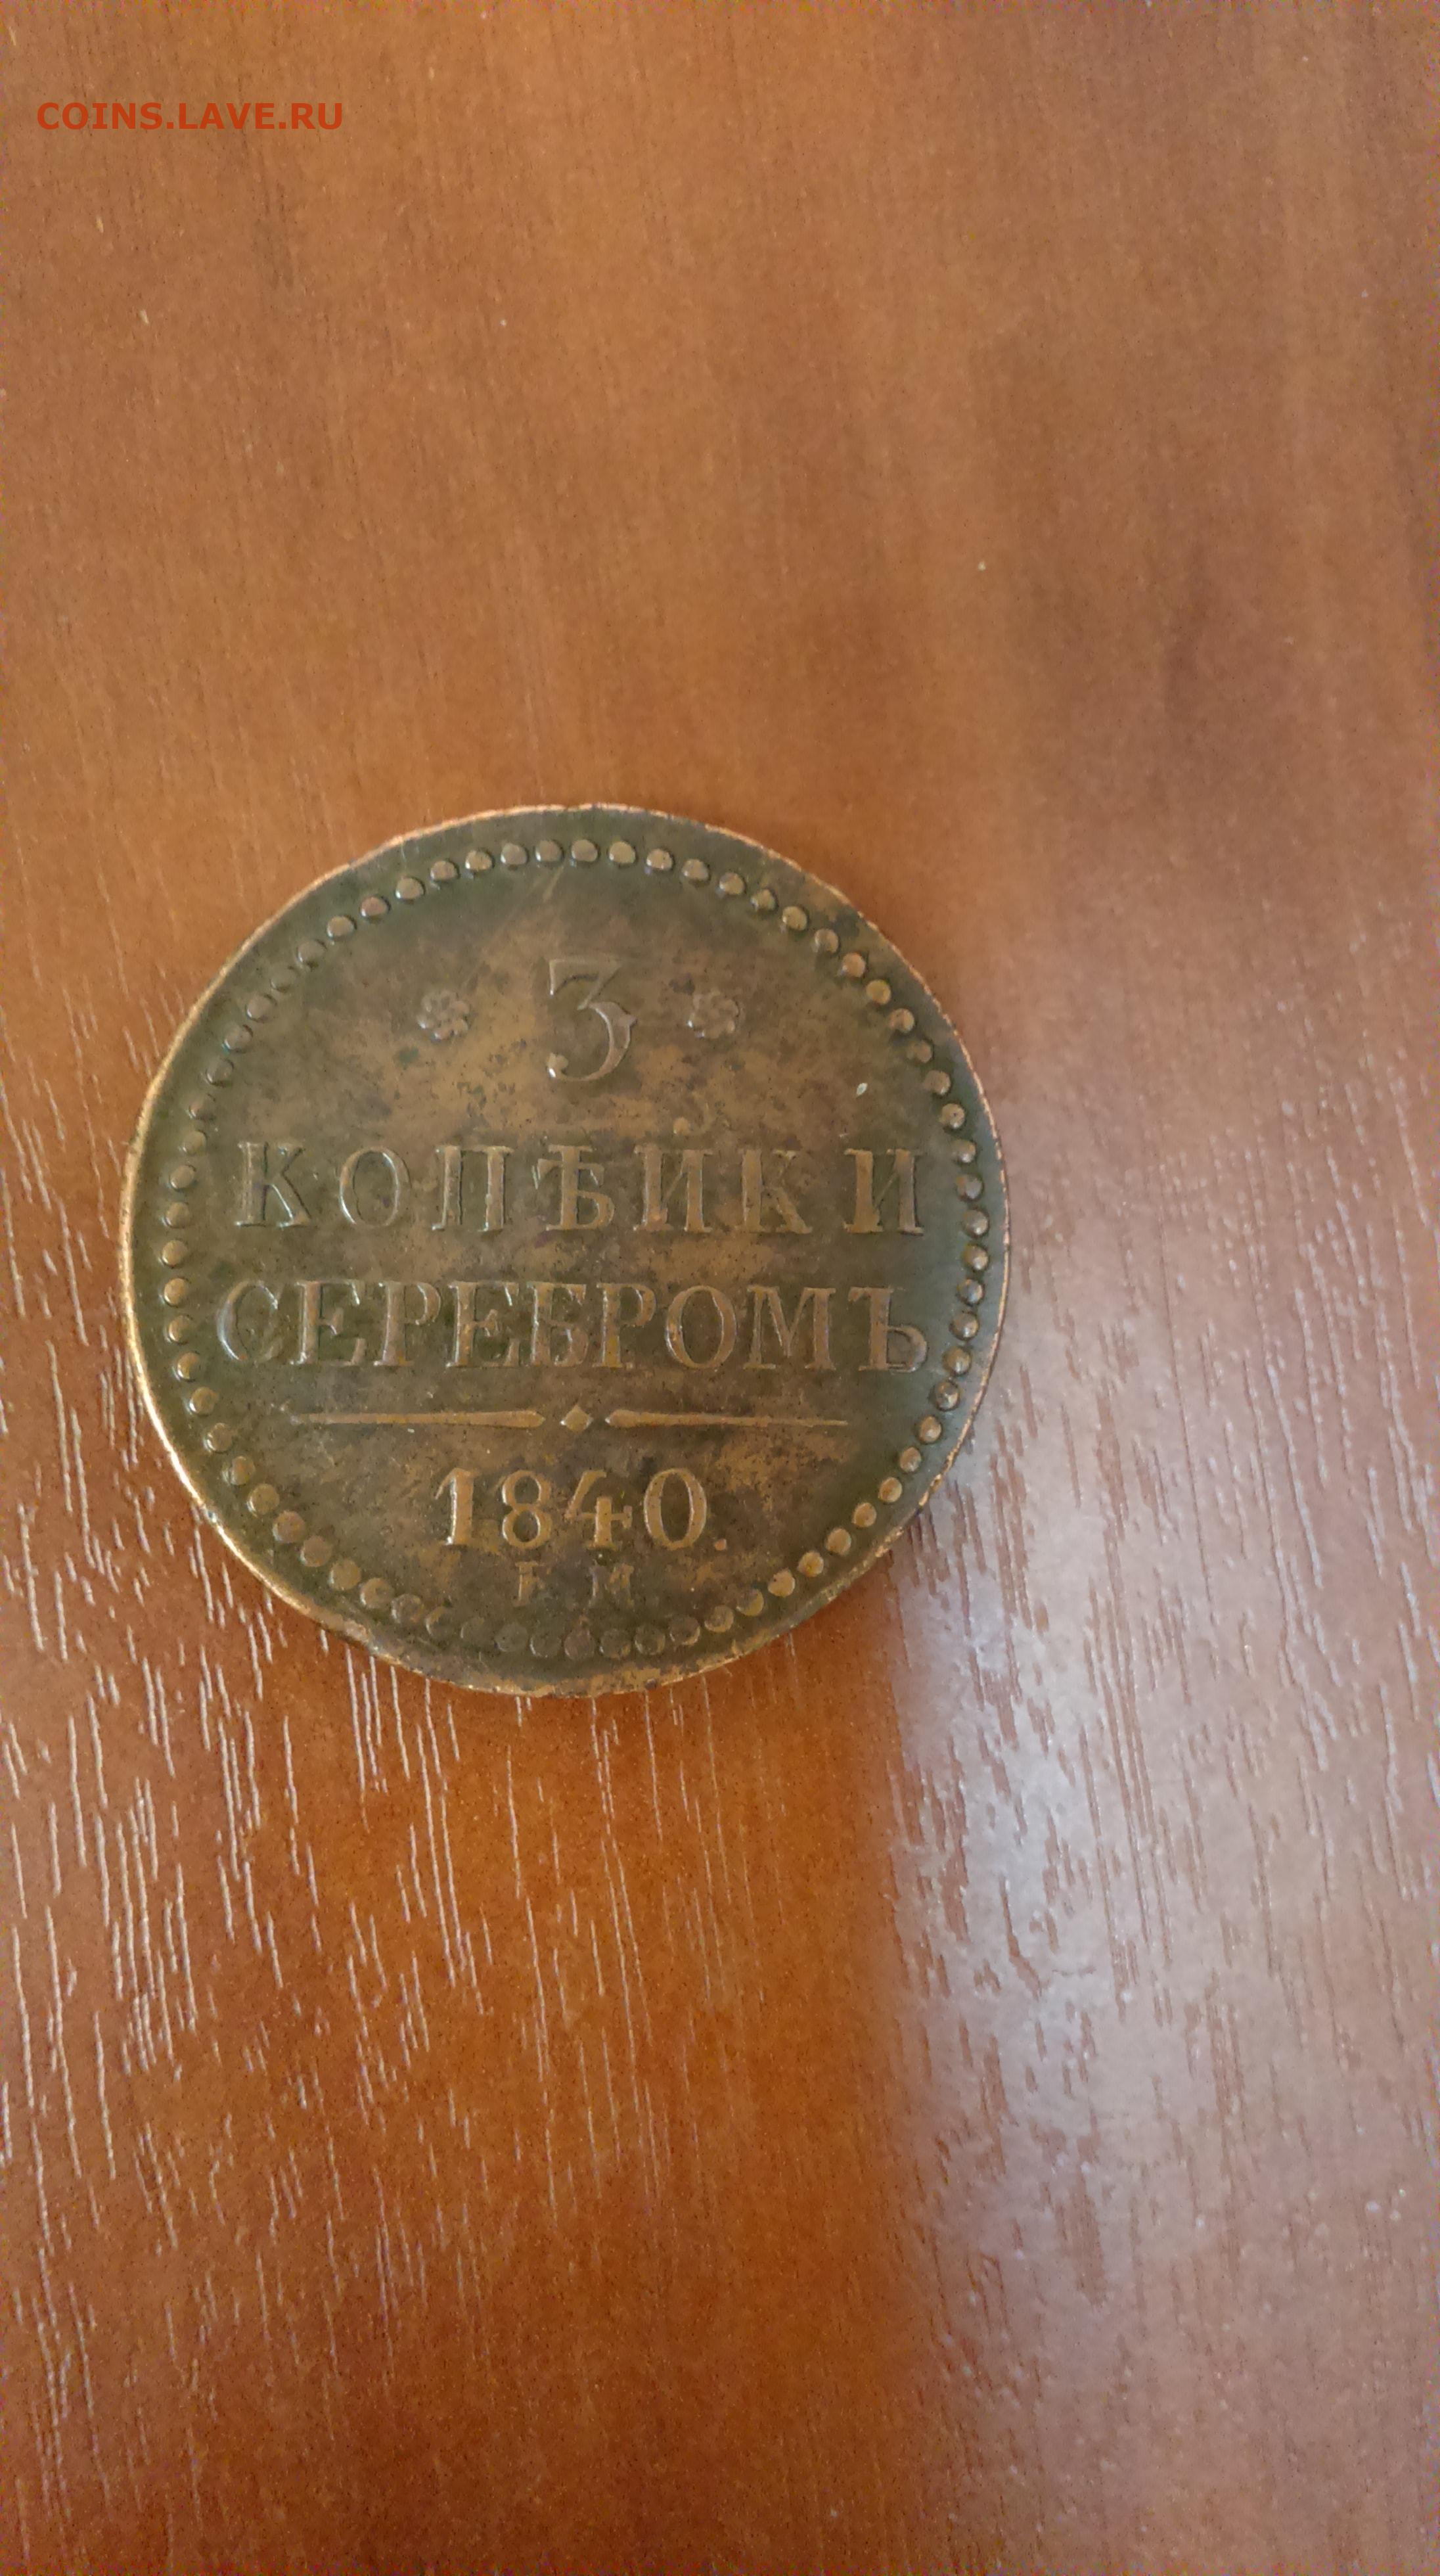 COINS.LAVE.RU
3
КОПѢЙКИ
СЕРЕБРОМЪ
1840.